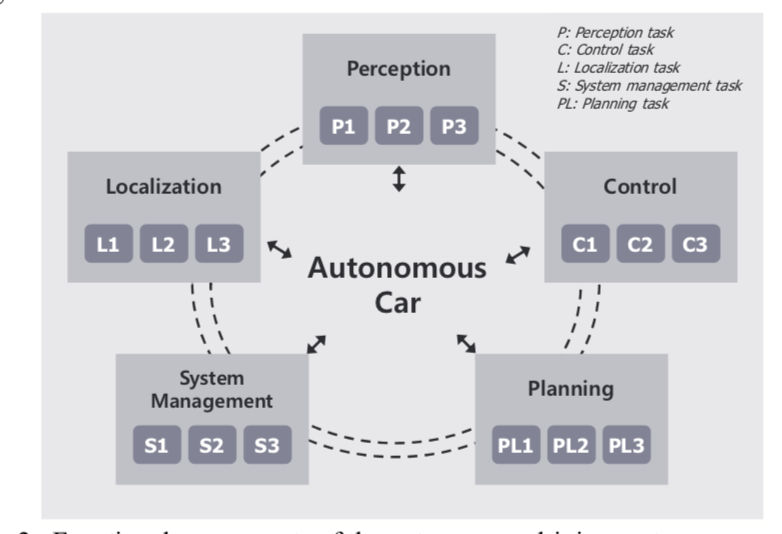 P: Perception task
C: Control task
L: Localization task
S: System management task
PL: Planning task
Perception
P1 P2 P3
Localization
L1 L2 L3
Control
C1 C2 C3
Autonomous
Car
System
Management
S1 S2 S3
Planning
PL1 PL2 PL3